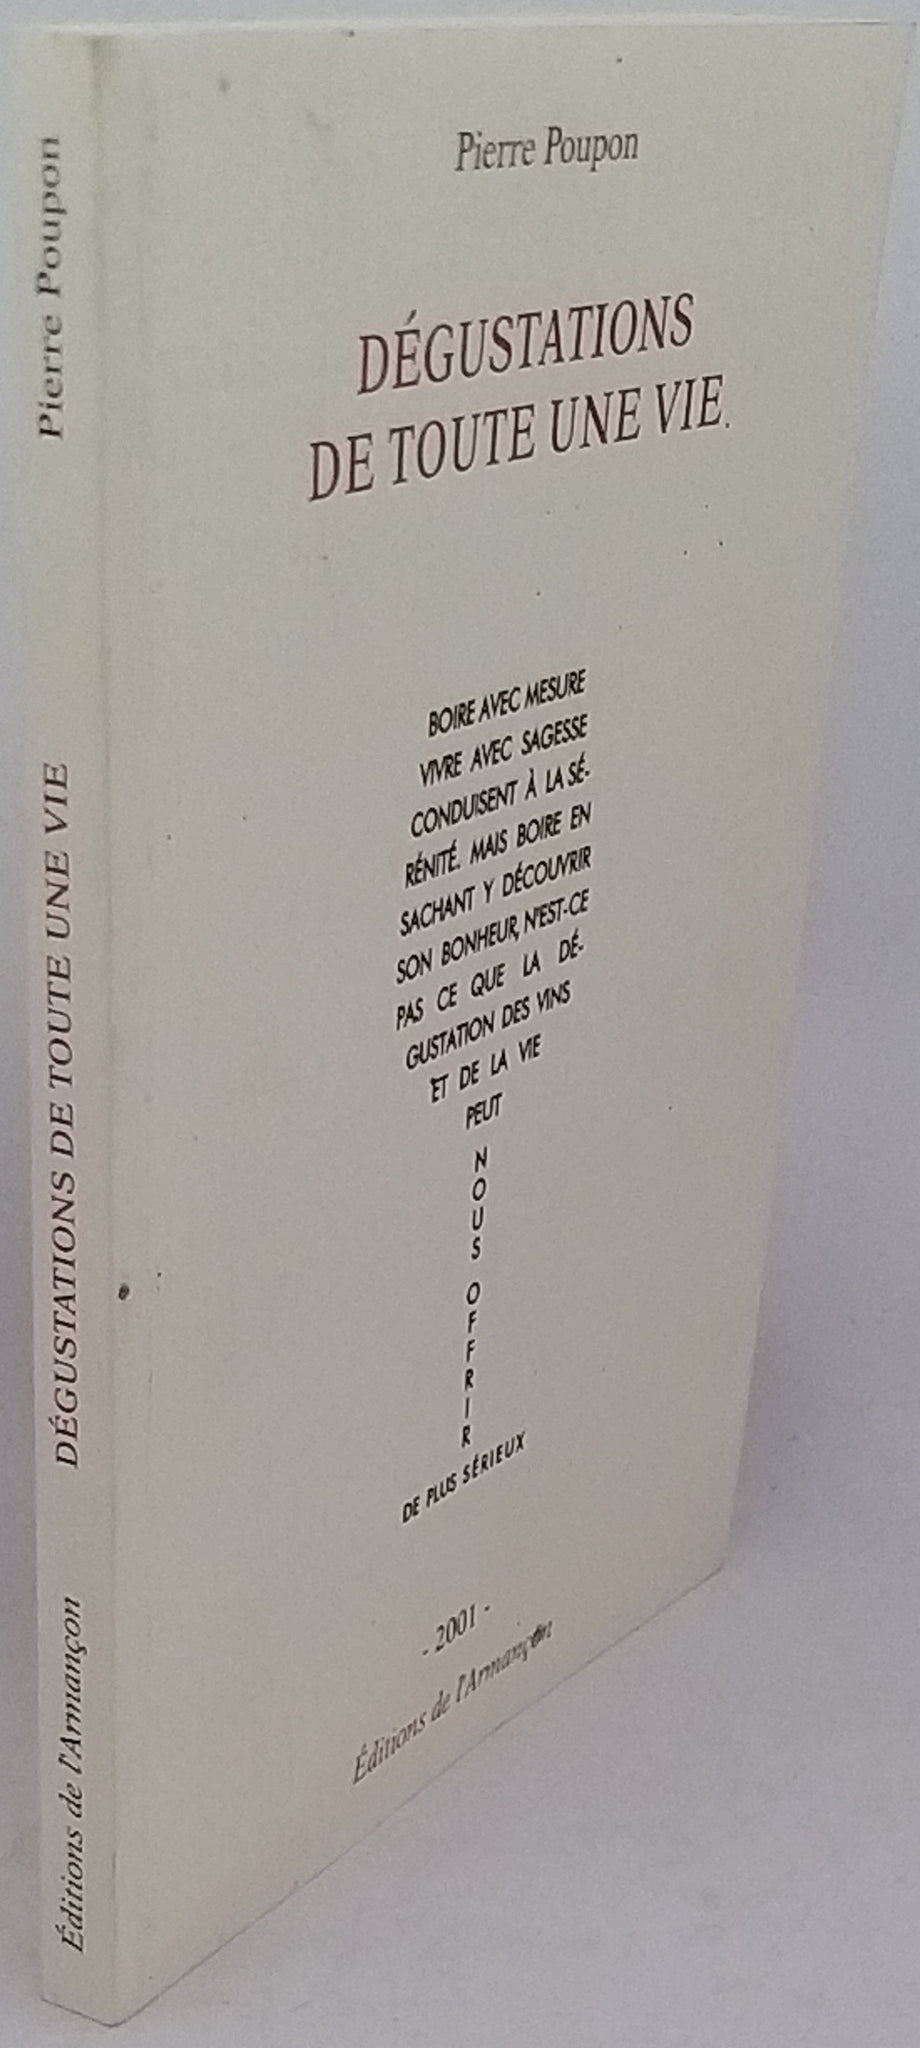 Pierre Poupon
DÉGUSTATIONS DE TOUTE UNE VIE
Éditions de l'Armançon
Pierre Poupon
DÉGUSTATIONS
DE TOUTE UNE VIE
BOIRE AVEC MESURE
VIVRE AVEC SAGESSE
CONDUISENT À LA SÉ-
RÉNITÉ. MAIS BOIRE EN
SACHANT Y DÉCOUVRIR
SON BONHEUR, N'EST-CE
PAS CE QUE LA DÉ-
GUSTATION DES VINS
ET DE LA VIE
PEUT
N
O
U
S
O
F
F
R
I
R
DE PLUS SÉRIEUX
- 2001 -
Éditions de l'Armançon